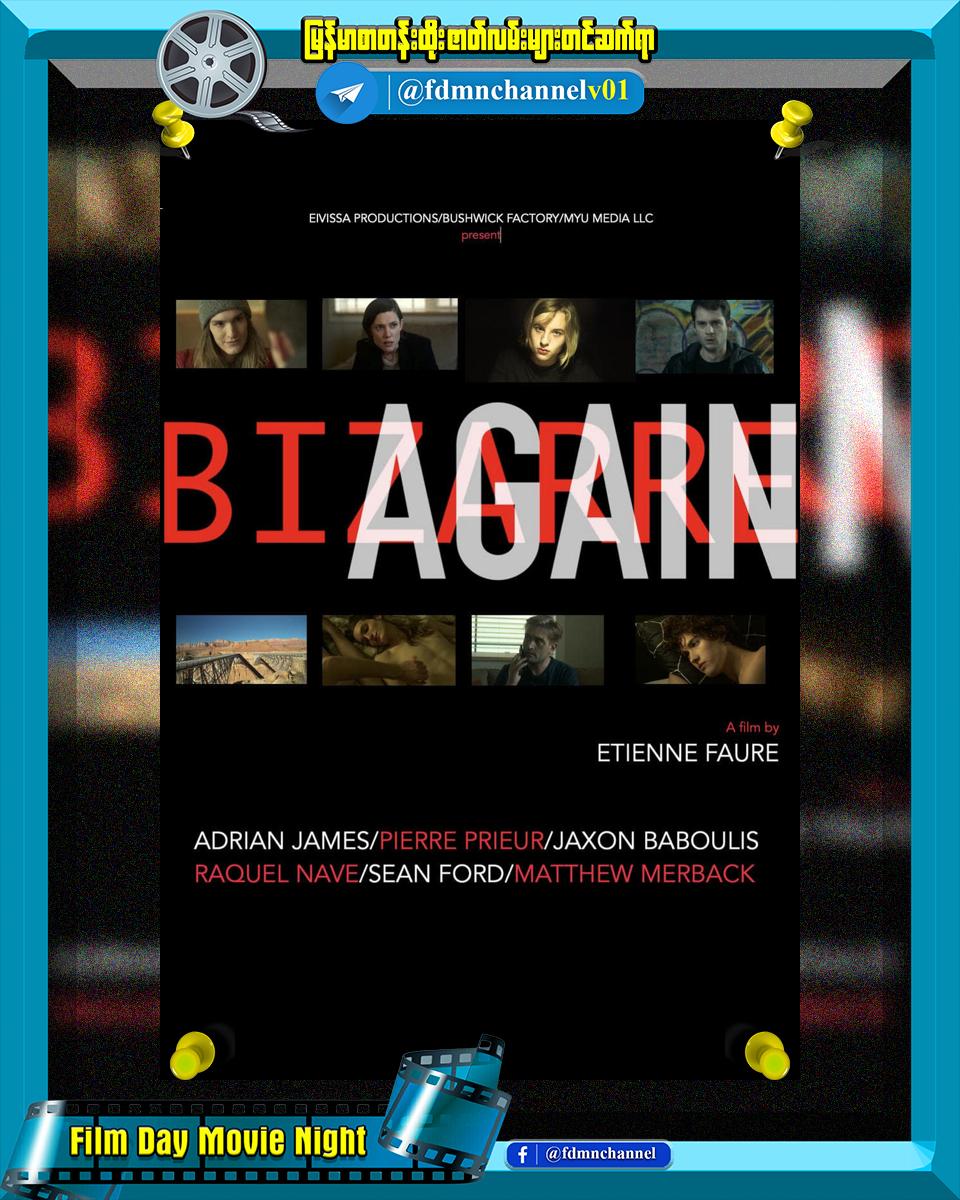 မြန်မာစာတန်းထိုးဇာတ်လမ်းများတင်ဆက်ရာ
@fdmnchannelv01
EIVISSA PRODUCTIONS/BUSHWICK FACTORY/MYU MEDIA LLC
present
BIZARRE
AGAIN
A film by
ETIENNE FAURE
ADRIAN JAMES/PIERRE PRIEUR/JAXON BABOULIS
RAQUEL NAVE/SEAN FORD/MATTHEW MERBACK
Film Day Movie Night
@fdmnchannel